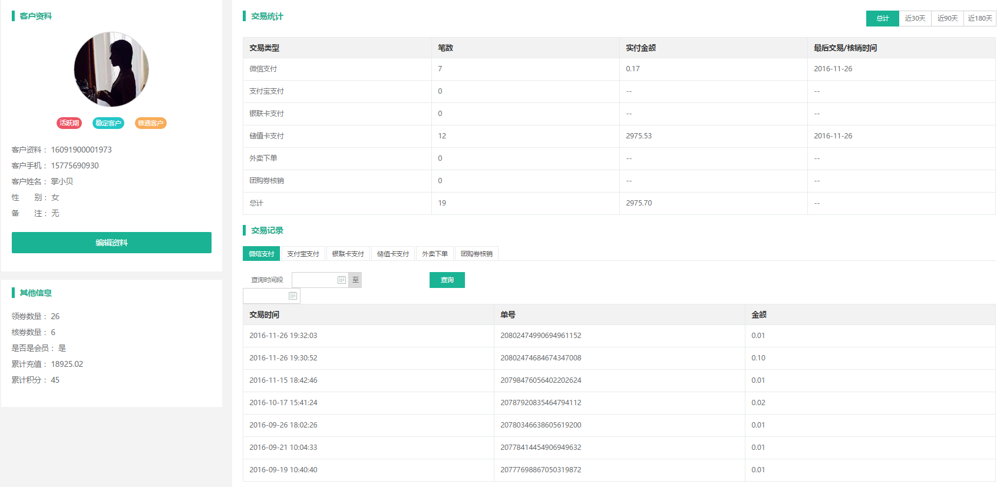 客户资料
活跃期 稳定客户 普通客户
客户资料： 16091900001973
客户手机： 15775690930
客户姓名： 掌小贝
性 别： 女
备 注： 无
编辑资料
其他信息
领券数量： 26
核券数量： 6
是否是会员： 是
累计充值： 18925.02
累计积分： 45
交易统计
总计 近30天 近90天 近180天
交易类型 笔数 实付金额 最后交易/核销时间
微信支付 7 0.17 2016-11-26
支付宝支付 0 -- --
银联卡支付 0 -- --
储值卡支付 12 2975.53 2016-11-26
外卖下单 0 -- --
团购券核销 0 -- --
总计 19 2975.70 --
交易记录
微信支付 支付宝支付 银联卡支付 储值卡支付 外卖下单 团购券核销
查询时间段 至 查询
交易时间 单号 金额
2016-11-26 19:32:03 20802474990694961152 0.01
2016-11-26 19:30:52 20802474684674347008 0.10
2016-11-15 18:42:46 20798476056402202624 0.01
2016-10-17 15:41:24 20787920835464794112 0.02
2016-09-26 18:02:26 20780346638605619200 0.01
2016-09-21 10:04:33 20778414454906949632 0.01
2016-09-19 10:40:40 20777698867050319872 0.01